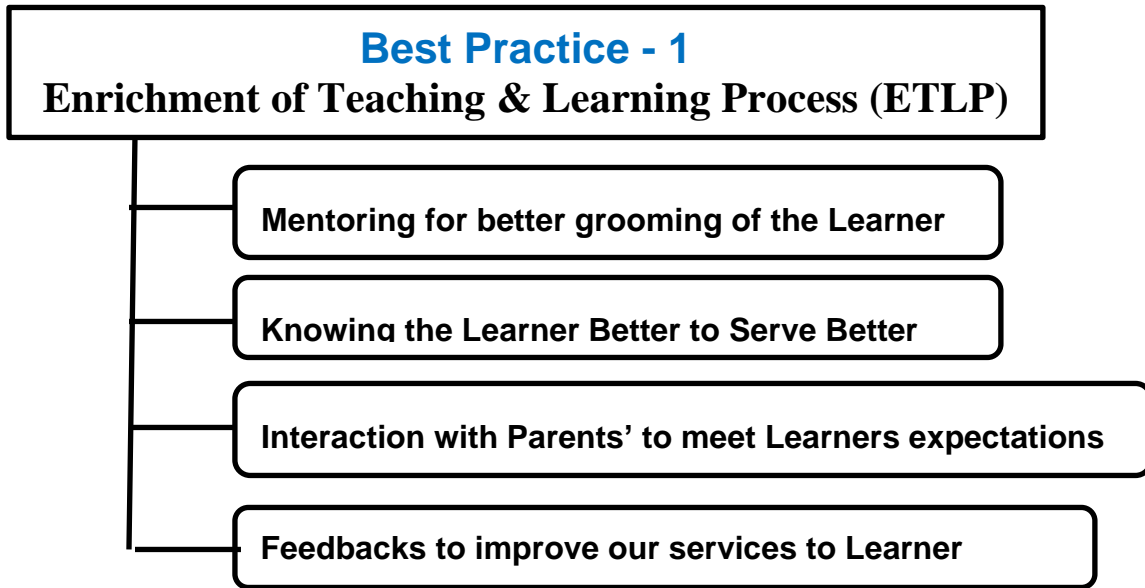 Best Practice - 1
Enrichment of Teaching & Learning Process (ETLP)
Mentoring for better grooming of the Learner
Knowing the Learner Better to Serve Better
Interaction with Parents’ to meet Learners expectations
Feedbacks to improve our services to Learner